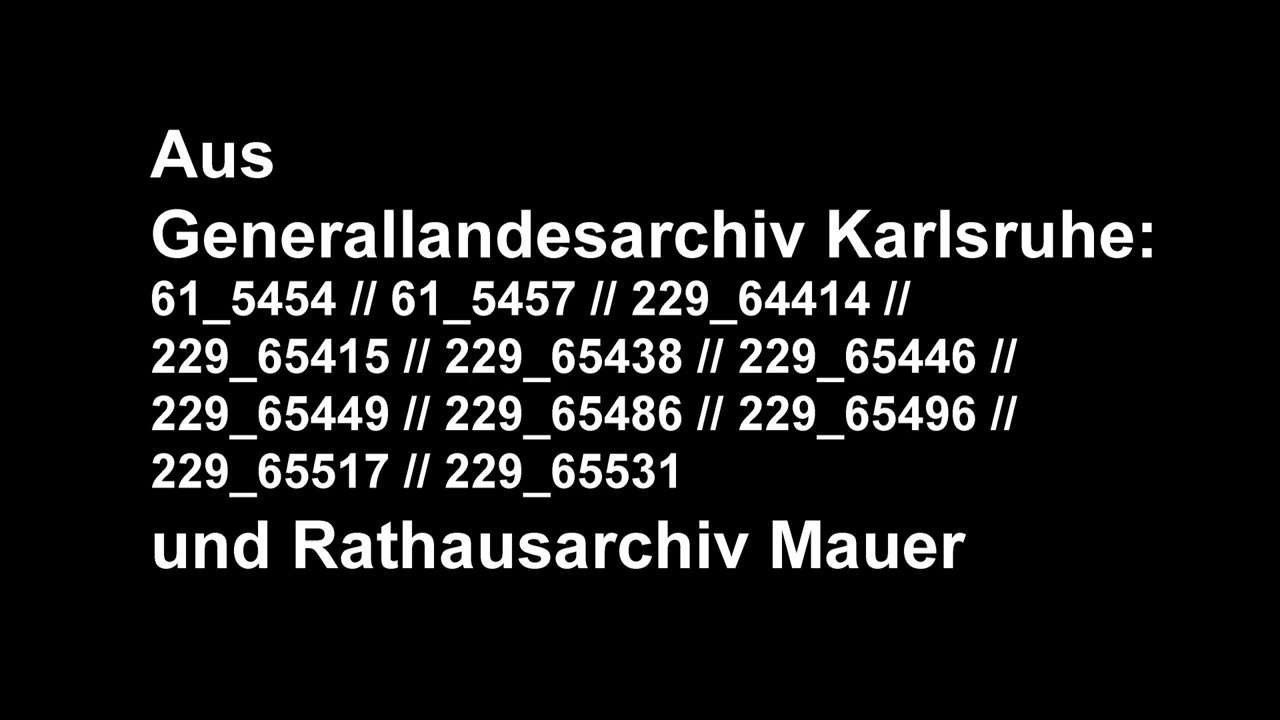 Aus
Generallandesarchiv Karlsruhe:
61_5454 // 61_5457 // 229_64414 //
229_65415 // 229_65438 // 229_65446 //
229_65449 // 229_65486 // 229_65496 //
229_65517 // 229_65531
und Rathausarchiv Mauer